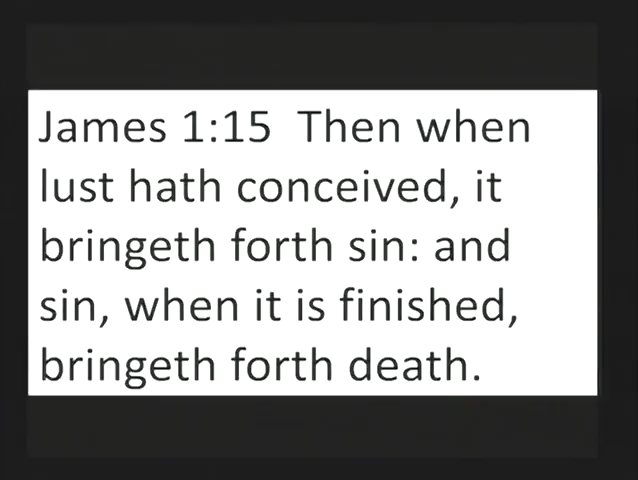 James 1:15  Then when
lust hath conceived, it
bringeth forth sin: and
sin, when it is finished,
bringeth forth death.